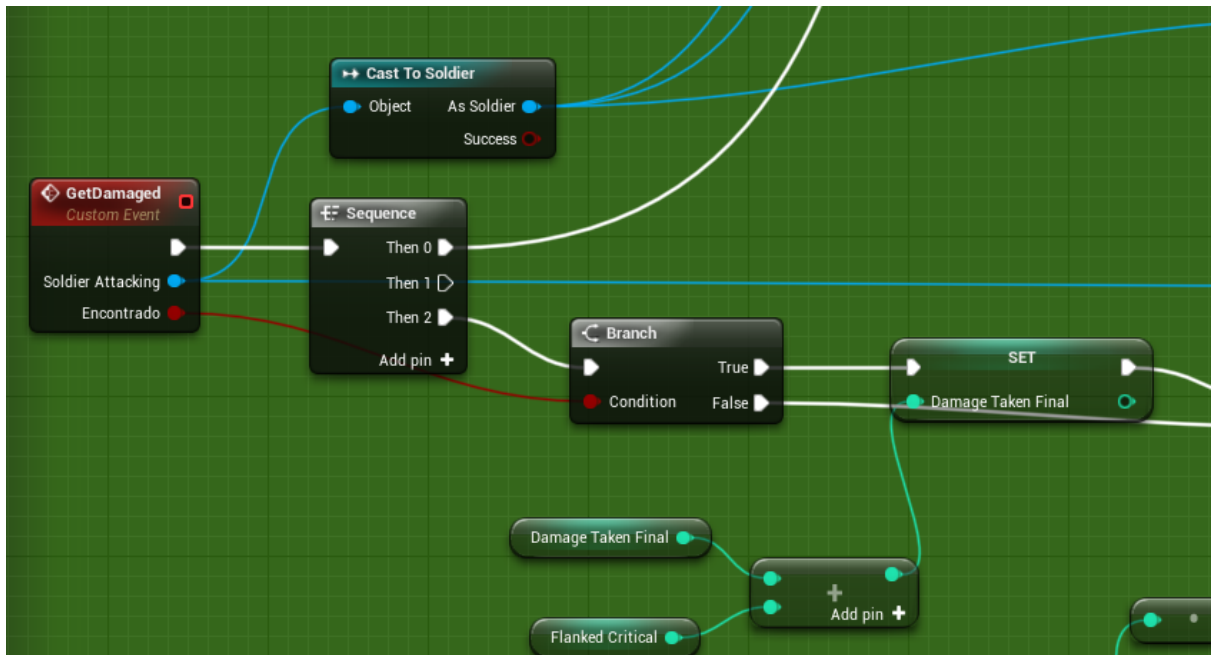 Cast To Soldier
Object
As Soldier
Success
GetDamaged
Custom Event
Soldier Attacking
Encontrado
Sequence
Then 0
Then 1
Then 2
Add pin +
Branch
True
Condition
False
SET
Damage Taken Final
Damage Taken Final
Flanked Critical
+
Add pin +